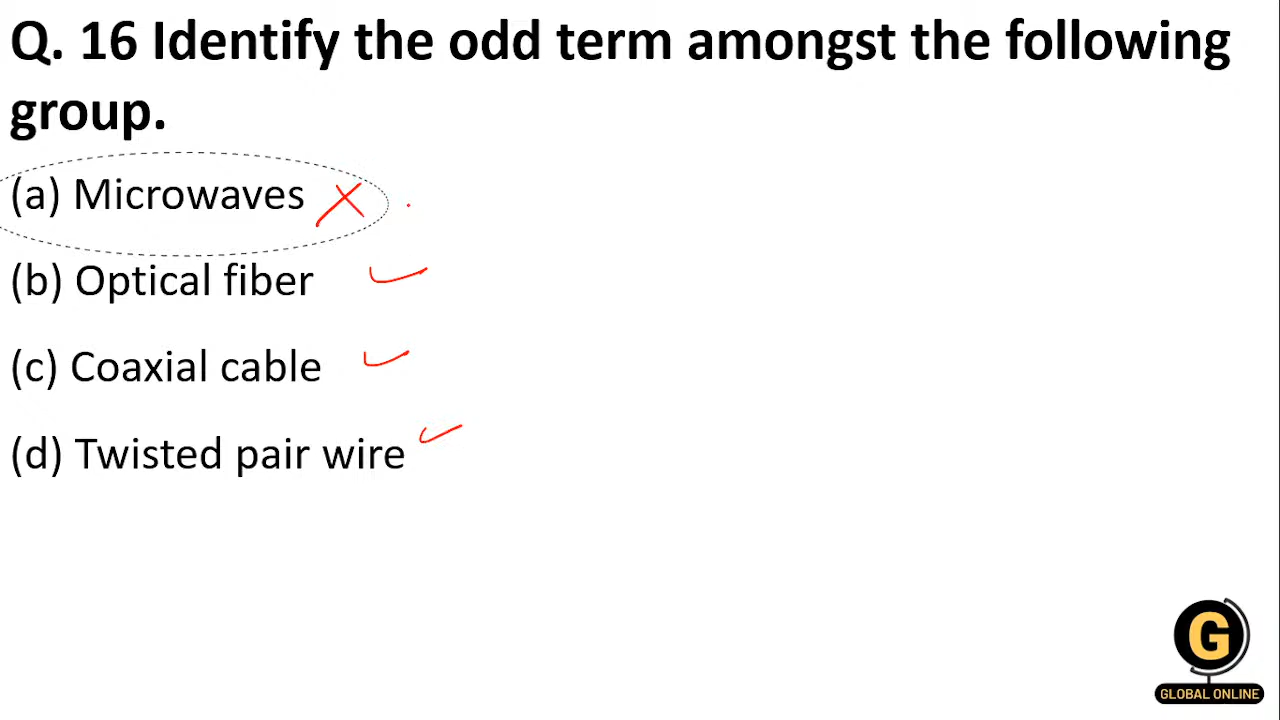 Q. 16 Identify the odd term amongst the following
group.
(a) Microwaves
(b) Optical fiber
(c) Coaxial cable
(d) Twisted pair wire
G
GLOBAL ONLINE